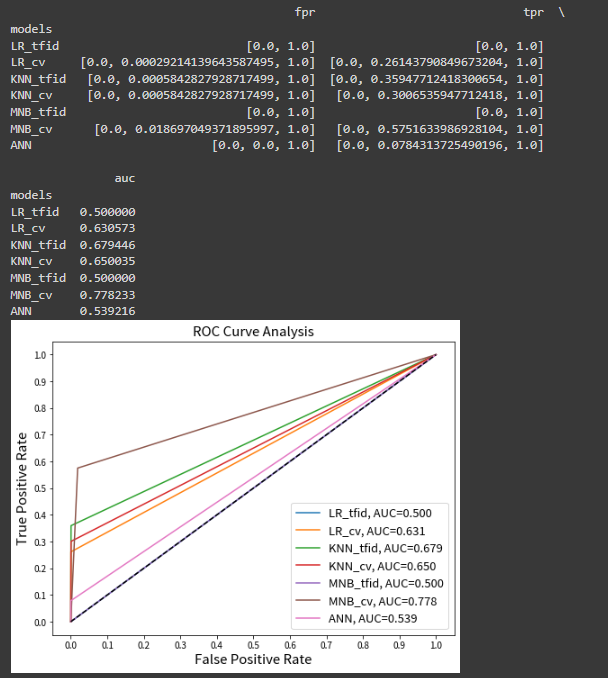 fpr tpr \
models
LR_tfid [0.0, 1.0] [0.0, 1.0]
LR_cv [0.0, 0.00029214139643587495, 1.0] [0.0, 0.26143790849673204, 1.0]
KNN_tfid [0.0, 0.0005842827928717499, 1.0] [0.0, 0.35947712418300654, 1.0]
KNN_cv [0.0, 0.0005842827928717499, 1.0] [0.0, 0.3006535947712418, 1.0]
MNB_tfid [0.0, 1.0] [0.0, 1.0]
MNB_cv [0.0, 0.018697049371895997, 1.0] [0.0, 0.5751633986928104, 1.0]
ANN [0.0, 0.0, 1.0] [0.0, 0.0784313725490196, 1.0]
auc
models
LR_tfid 0.500000
LR_cv 0.630573
KNN_tfid 0.679446
KNN_cv 0.650035
MNB_tfid 0.500000
MNB_cv 0.778233
ANN 0.539216
ROC Curve Analysis
True Positive Rate
1.0
0.9
0.8
0.7
0.6
0.5
0.4
0.3
0.2
0.1
0.0
LR_tfid, AUC=0.500
LR_cv, AUC=0.631
KNN_tfid, AUC=0.679
KNN_cv, AUC=0.650
MNB_tfid, AUC=0.500
MNB_cv, AUC=0.778
ANN, AUC=0.539
0.0 0.1 0.2 0.3 0.4 0.5 0.6 0.7 0.8 0.9 1.0
False Positive Rate